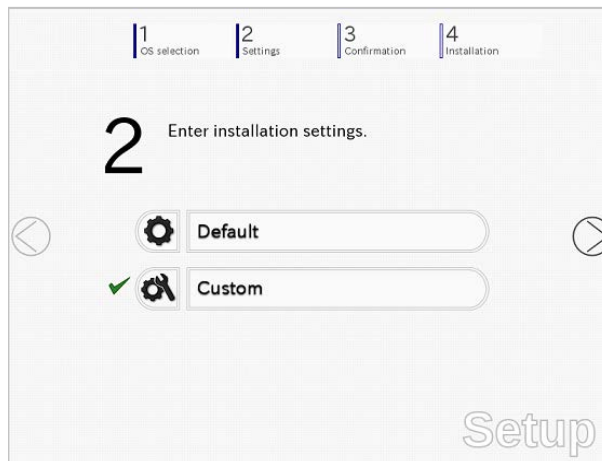 1
OS selection
2
Settings
3
Confirmation
4
Installation
2
Enter installation settings.
Default
Custom
Setup